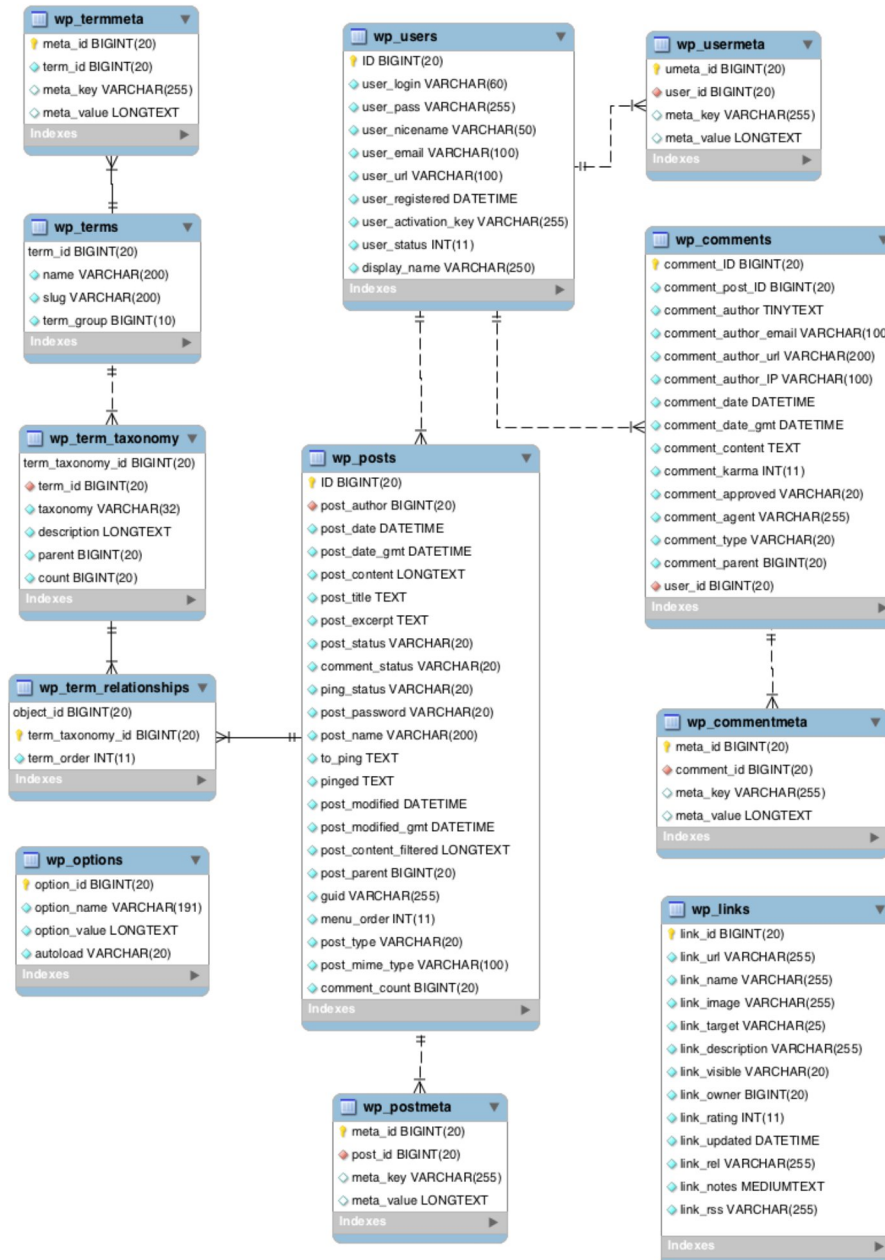 wp_termmeta
meta_id BIGINT(20)
term_id BIGINT(20)
meta_key VARCHAR(255)
meta_value LONGTEXT
Indexes
wp_terms
term_id BIGINT(20)
name VARCHAR(200)
slug VARCHAR(200)
term_group BIGINT(10)
Indexes
wp_term_taxonomy
term_taxonomy_id BIGINT(20)
term_id BIGINT(20)
taxonomy VARCHAR(32)
description LONGTEXT
parent BIGINT(20)
count BIGINT(20)
Indexes
wp_term_relationships
object_id BIGINT(20)
term_taxonomy_id BIGINT(20)
term_order INT(11)
Indexes
wp_options
option_id BIGINT(20)
option_name VARCHAR(191)
option_value LONGTEXT
autoload VARCHAR(20)
Indexes
wp_users
ID BIGINT(20)
user_login VARCHAR(60)
user_pass VARCHAR(255)
user_nicename VARCHAR(50)
user_email VARCHAR(100)
user_url VARCHAR(100)
user_registered DATETIME
user_activation_key VARCHAR(255)
user_status INT(11)
display_name VARCHAR(250)
Indexes
wp_posts
ID BIGINT(20)
post_author BIGINT(20)
post_date DATETIME
post_date_gmt DATETIME
post_content LONGTEXT
post_title TEXT
post_excerpt TEXT
post_status VARCHAR(20)
comment_status VARCHAR(20)
ping_status VARCHAR(20)
post_password VARCHAR(20)
post_name VARCHAR(200)
to_ping TEXT
pinged TEXT
post_modified DATETIME
post_modified_gmt DATETIME
post_content_filtered LONGTEXT
post_parent BIGINT(20)
guid VARCHAR(255)
menu_order INT(11)
post_type VARCHAR(20)
post_mime_type VARCHAR(100)
comment_count BIGINT(20)
Indexes
wp_postmeta
meta_id BIGINT(20)
post_id BIGINT(20)
meta_key VARCHAR(255)
meta_value LONGTEXT
Indexes
wp_usermeta
umeta_id BIGINT(20)
user_id BIGINT(20)
meta_key VARCHAR(255)
meta_value LONGTEXT
Indexes
wp_comments
comment_ID BIGINT(20)
comment_post_ID BIGINT(20)
comment_author TINYTEXT
comment_author_email VARCHAR(100
comment_author_url VARCHAR(200)
comment_author_IP VARCHAR(100)
comment_date DATETIME
comment_date_gmt DATETIME
comment_content TEXT
comment_karma INT(11)
comment_approved VARCHAR(20)
comment_agent VARCHAR(255)
comment_type VARCHAR(20)
comment_parent BIGINT(20)
user_id BIGINT(20)
Indexes
wp_commentmeta
meta_id BIGINT(20)
comment_id BIGINT(20)
meta_key VARCHAR(255)
meta_value LONGTEXT
Indexes
wp_links
link_id BIGINT(20)
link_url VARCHAR(255)
link_name VARCHAR(255)
link_image VARCHAR(255)
link_target VARCHAR(25)
link_description VARCHAR(255)
link_visible VARCHAR(20)
link_owner BIGINT(20)
link_rating INT(11)
link_updated DATETIME
link_rel VARCHAR(255)
link_notes MEDIUMTEXT
link_rss VARCHAR(255)
Indexes